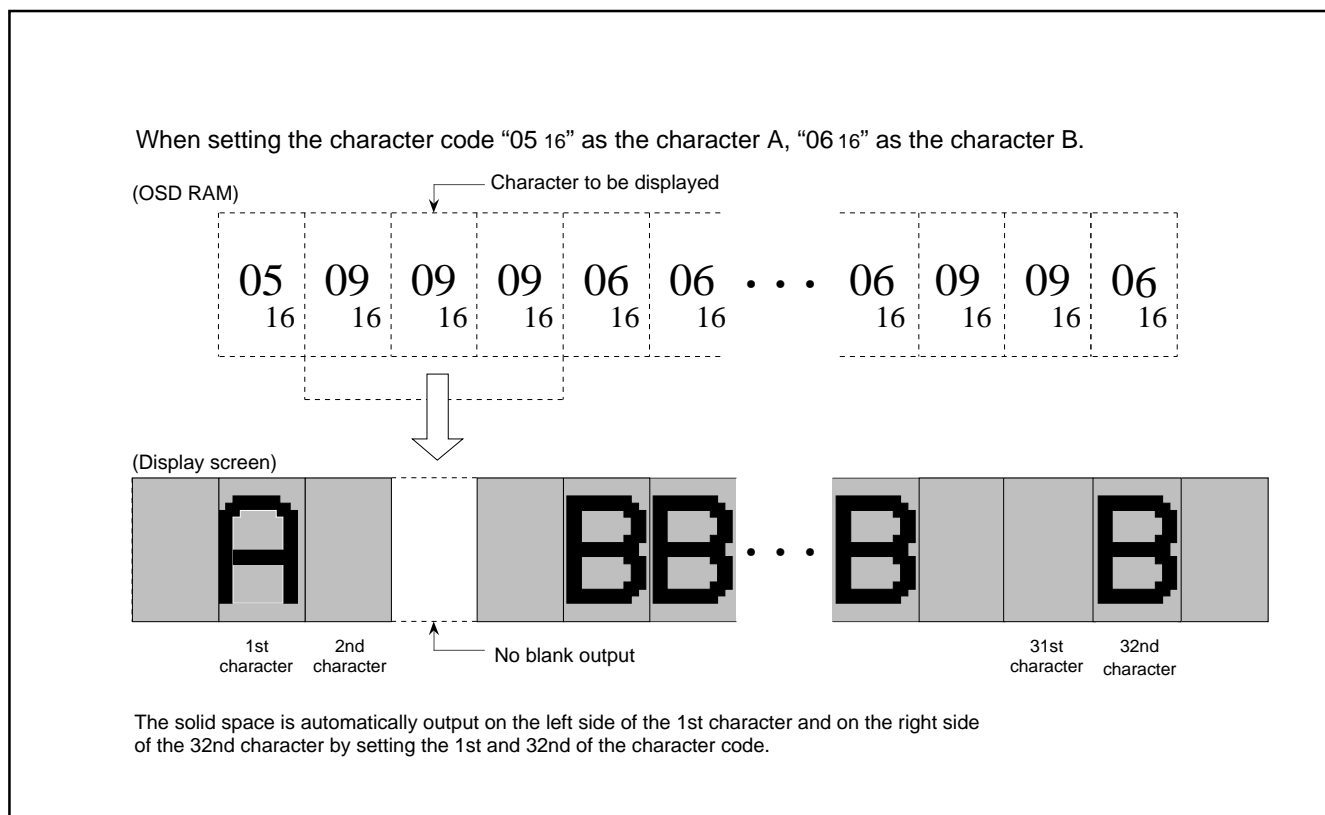 When setting the character code “05 16” as the character A, “06 16” as the character B.
(OSD RAM)
Character to be displayed
05 16 09 16 09 16 09 16 06 16 06 16 • • • 06 16 09 16 09 16 06 16
(Display screen)
A B B • • • B B
1st character 2nd character No blank output 31st character 32nd character
The solid space is automatically output on the left side of the 1st character and on the right side
of the 32nd character by setting the 1st and 32nd of the character code.